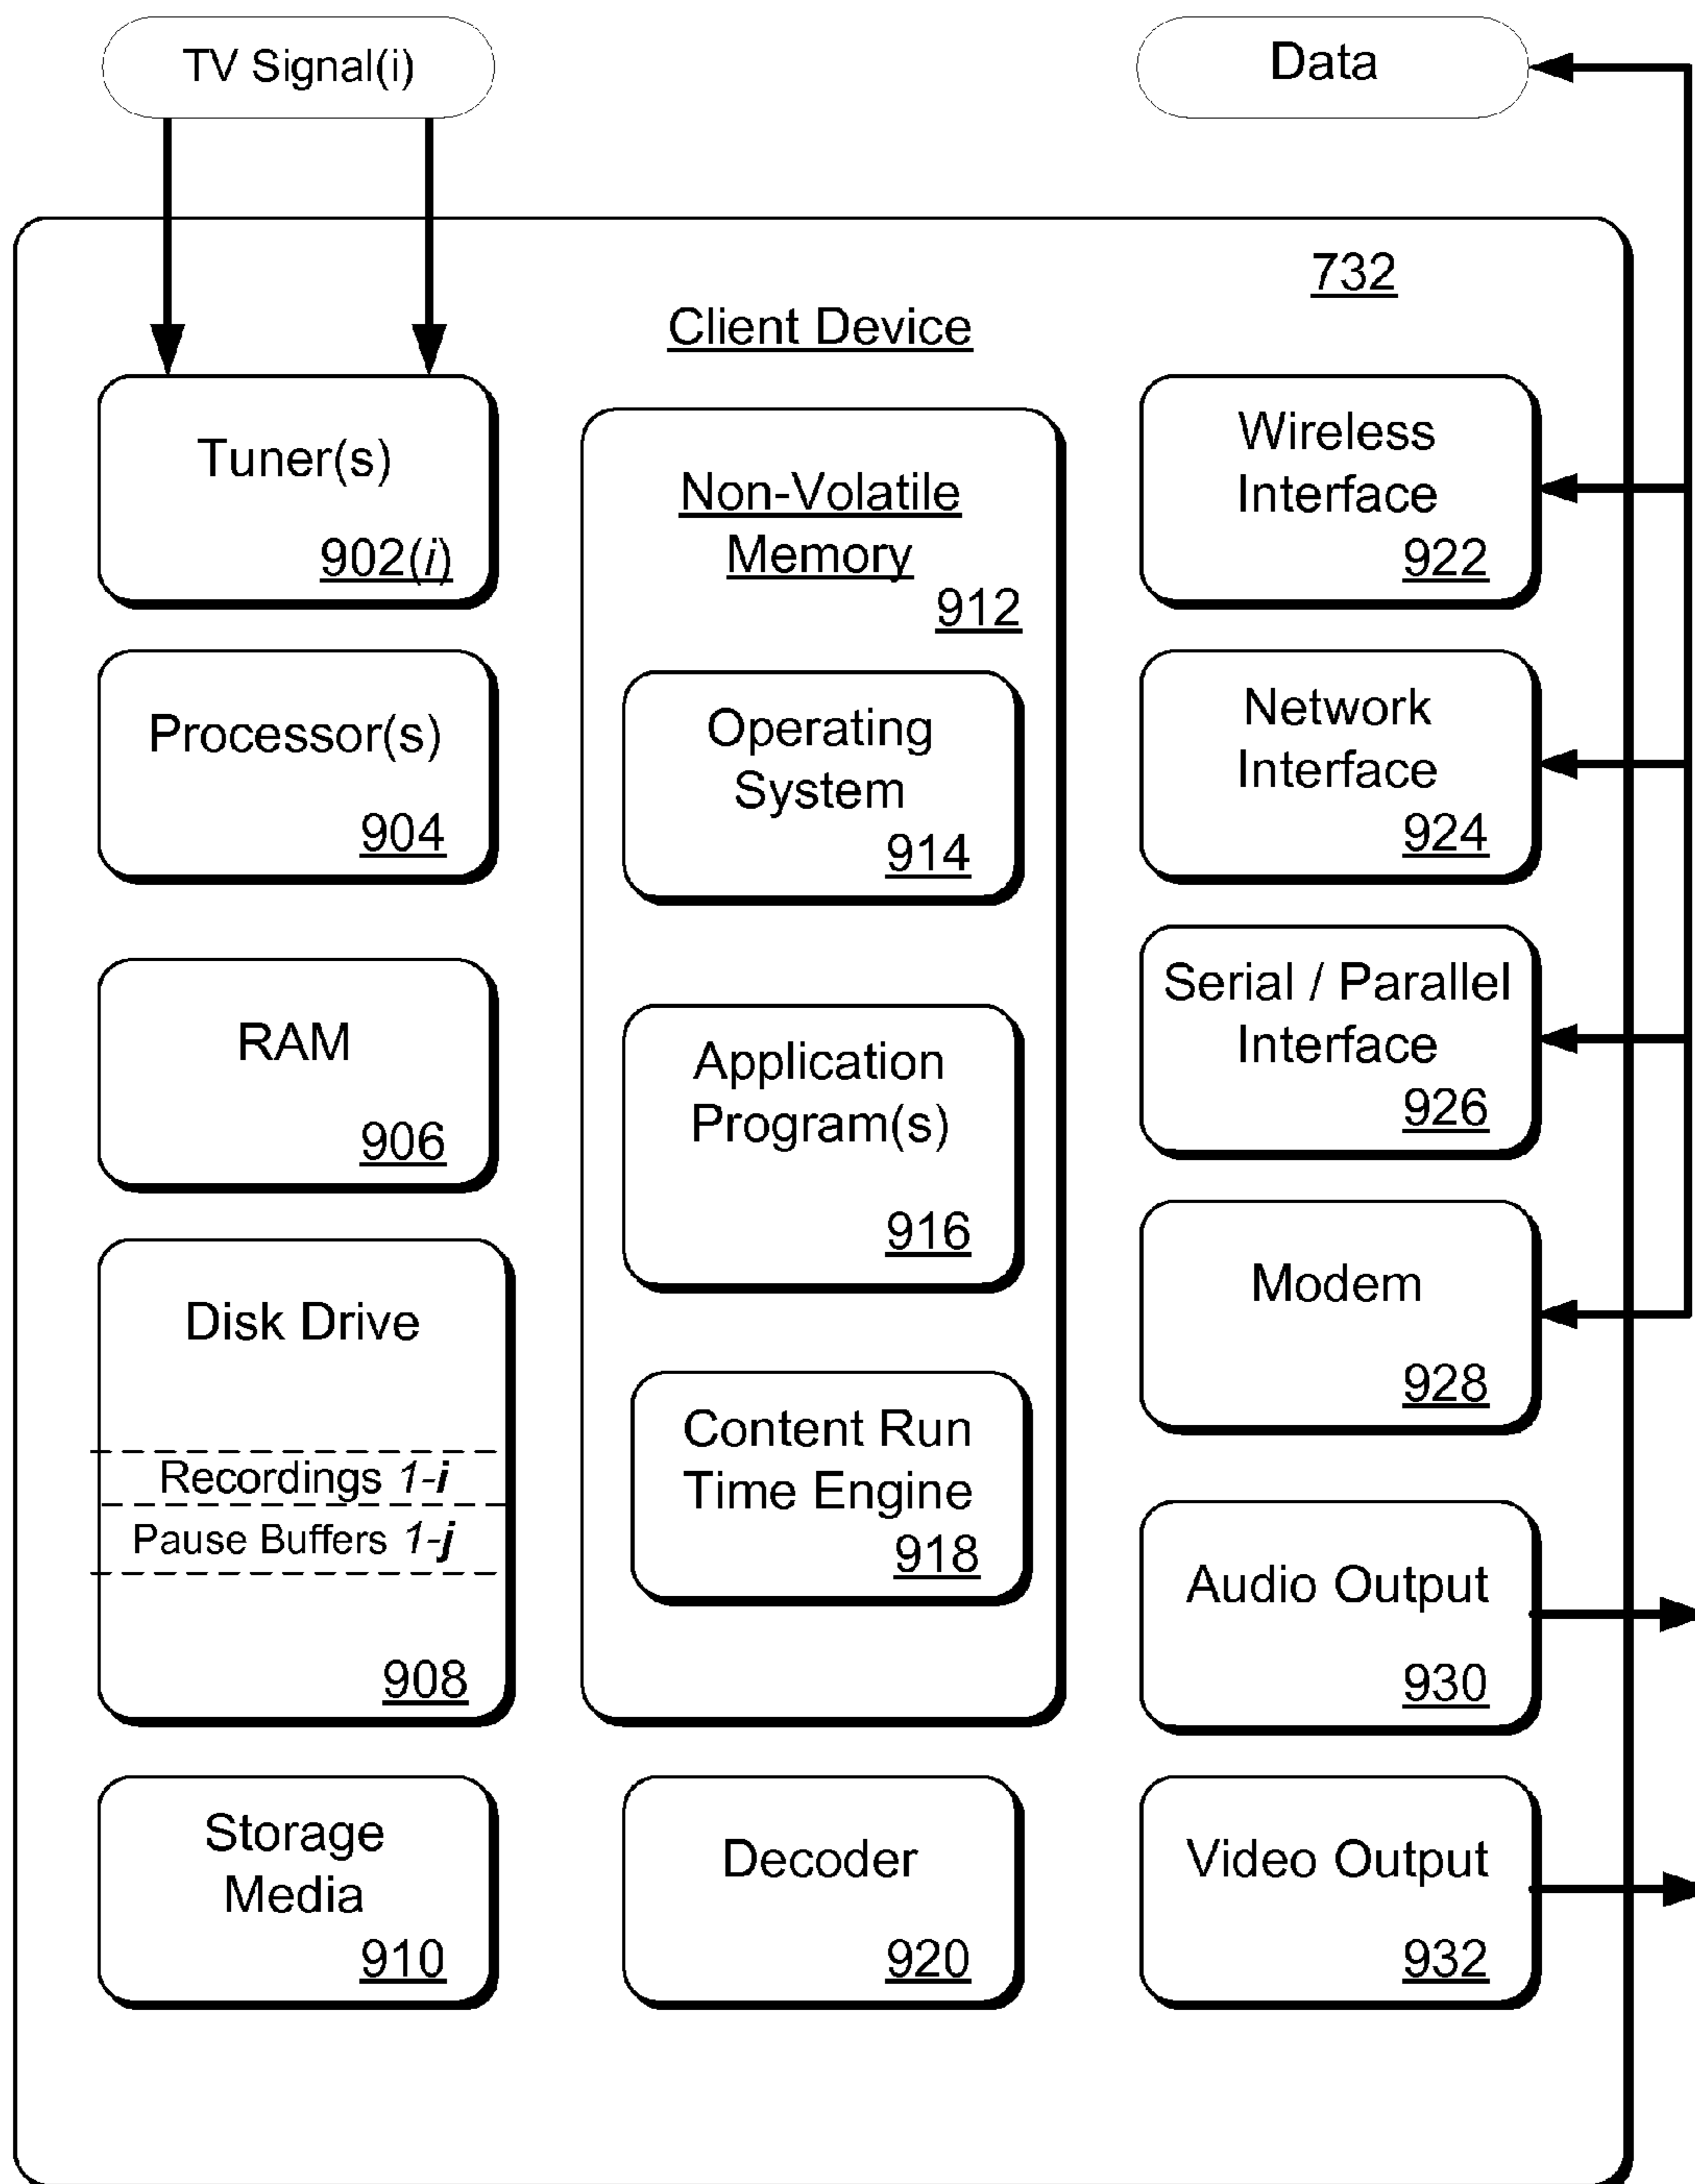 TV Signal(i)
Data
732
Client Device
Tuner(s)
902(i)
Processor(s)
904
RAM
906
Disk Drive
Recordings 1-i
Pause Buffers 1-j
908
Storage
Media
910
Non-Volatile
Memory
912
Operating
System
914
Application
Program(s)
916
Content Run
Time Engine
918
Decoder
920
Wireless
Interface
922
Network
Interface
924
Serial / Parallel
Interface
926
Modem
928
Audio Output
930
Video Output
932